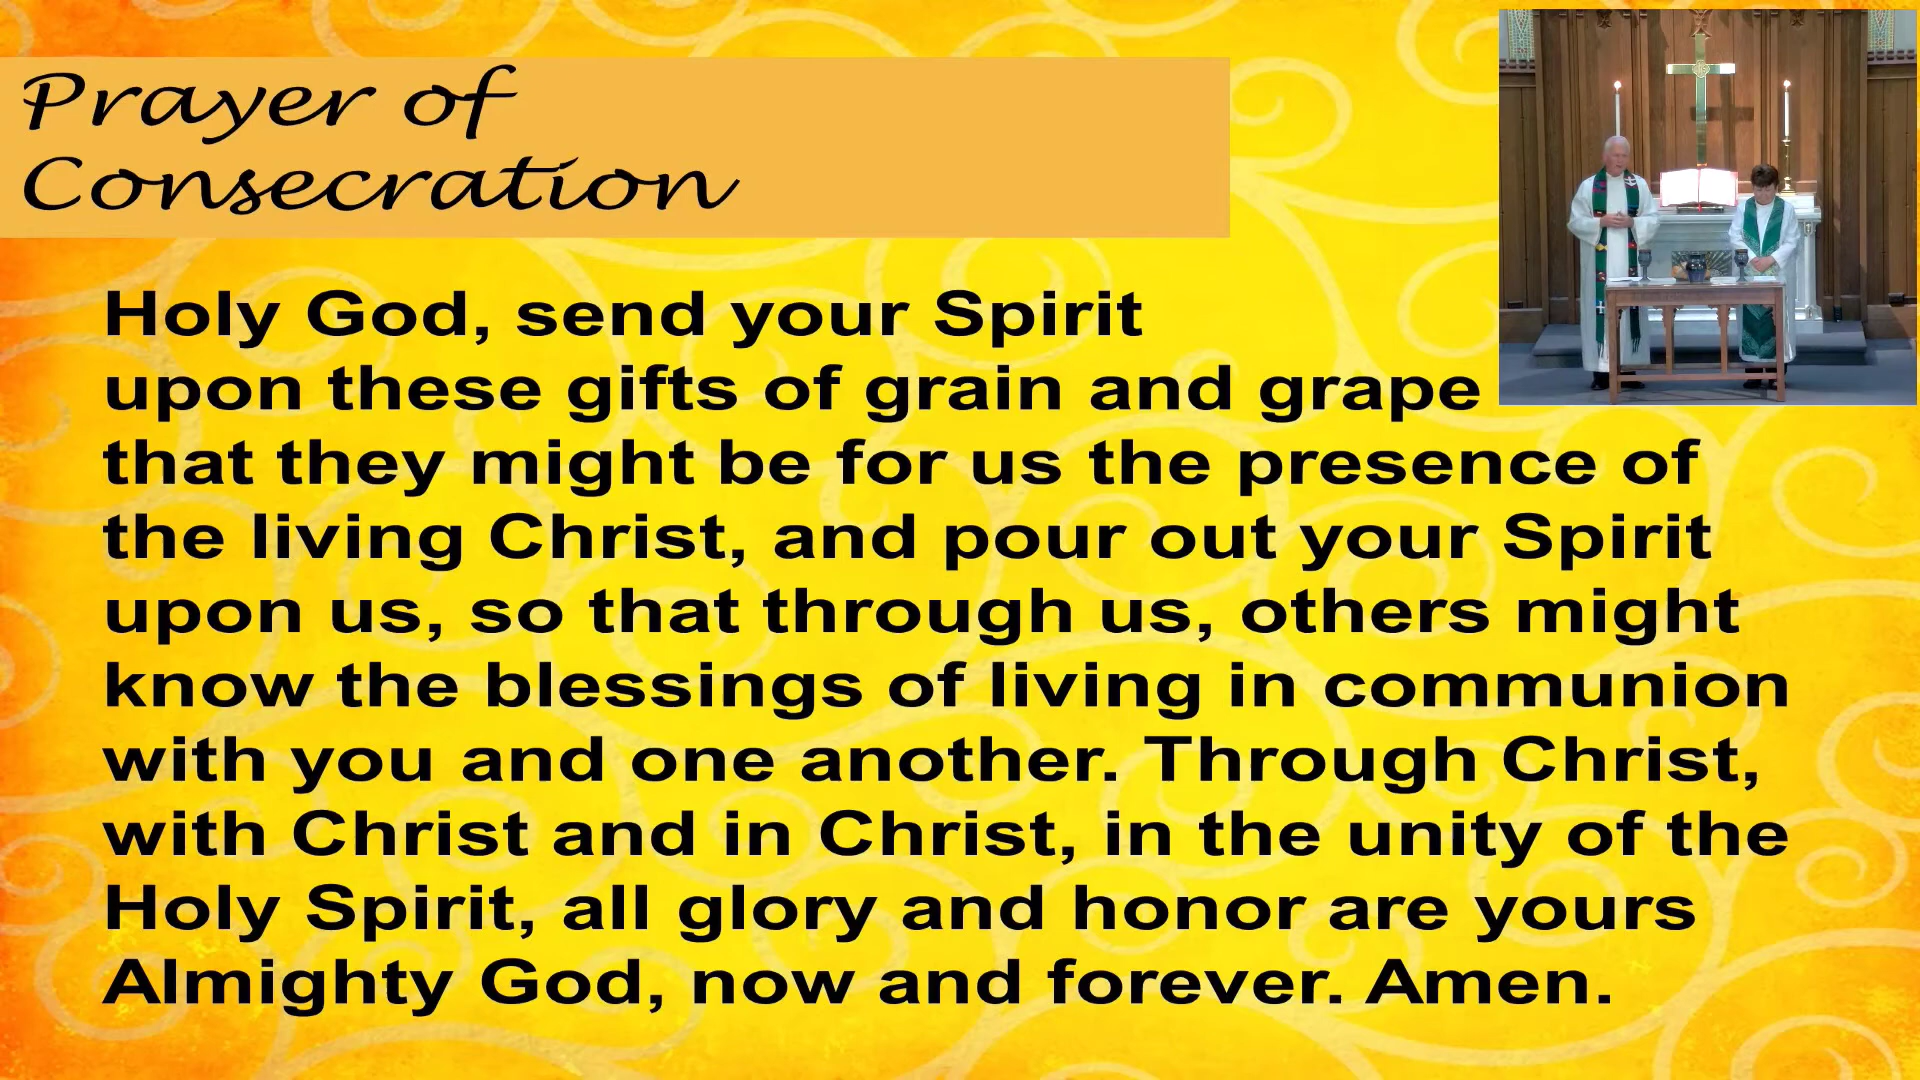 Prayer of
Consecration
Holy God, send your Spirit
upon these gifts of grain and grape
that they might be for us the presence of
the living Christ, and pour out your Spirit
upon us, so that through us, others might
know the blessings of living in communion
with you and one another. Through Christ,
with Christ and in Christ, in the unity of the
Holy Spirit, all glory and honor are yours
Almighty God, now and forever. Amen.